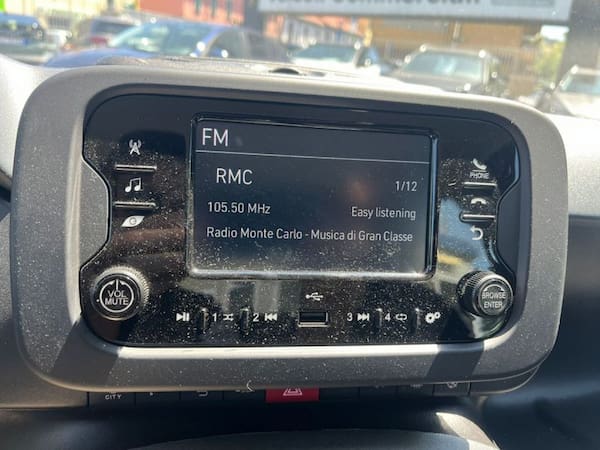 FM
RMC
1/12
105.50 MHz
Easy listening
Radio Monte Carlo - Musica di Gran Classe
PHONE
VOL
MUTE
BROWSE
ENTER
1
2
3
4
CITY